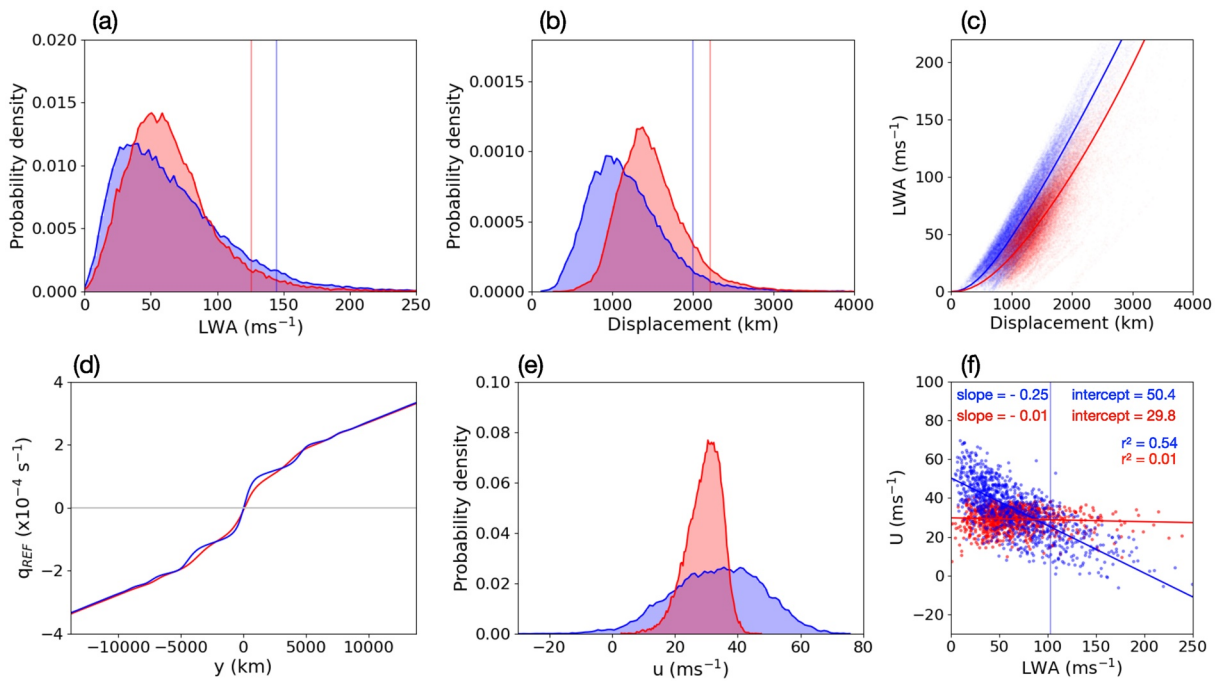 (a)
0.020
0.015
0.010
0.005
0.000
Probability density
0 50 100 150 200 250
LWA (ms⁻¹)
(b)
0.0015
0.0010
0.0005
0.0000
Probability density
0 1000 2000 3000 4000
Displacement (km)
(c)
200
150
100
50
0
LWA (ms⁻¹)
0 1000 2000 3000 4000
Displacement (km)
(d)
4
2
0
−2
−4
qREF (x10⁻⁴ s⁻¹)
−10000 −5000 0 5000 10000
y (km)
(e)
0.10
0.08
0.06
0.04
0.02
0.00
Probability density
−20 0 20 40 60 80
u (ms⁻¹)
(f)
100
80
60
40
20
0
−20
U (ms⁻¹)
slope = - 0.25 intercept = 50.4
slope = - 0.01 intercept = 29.8
r² = 0.54
r² = 0.01
0 50 100 150 200 250
LWA (ms⁻¹)